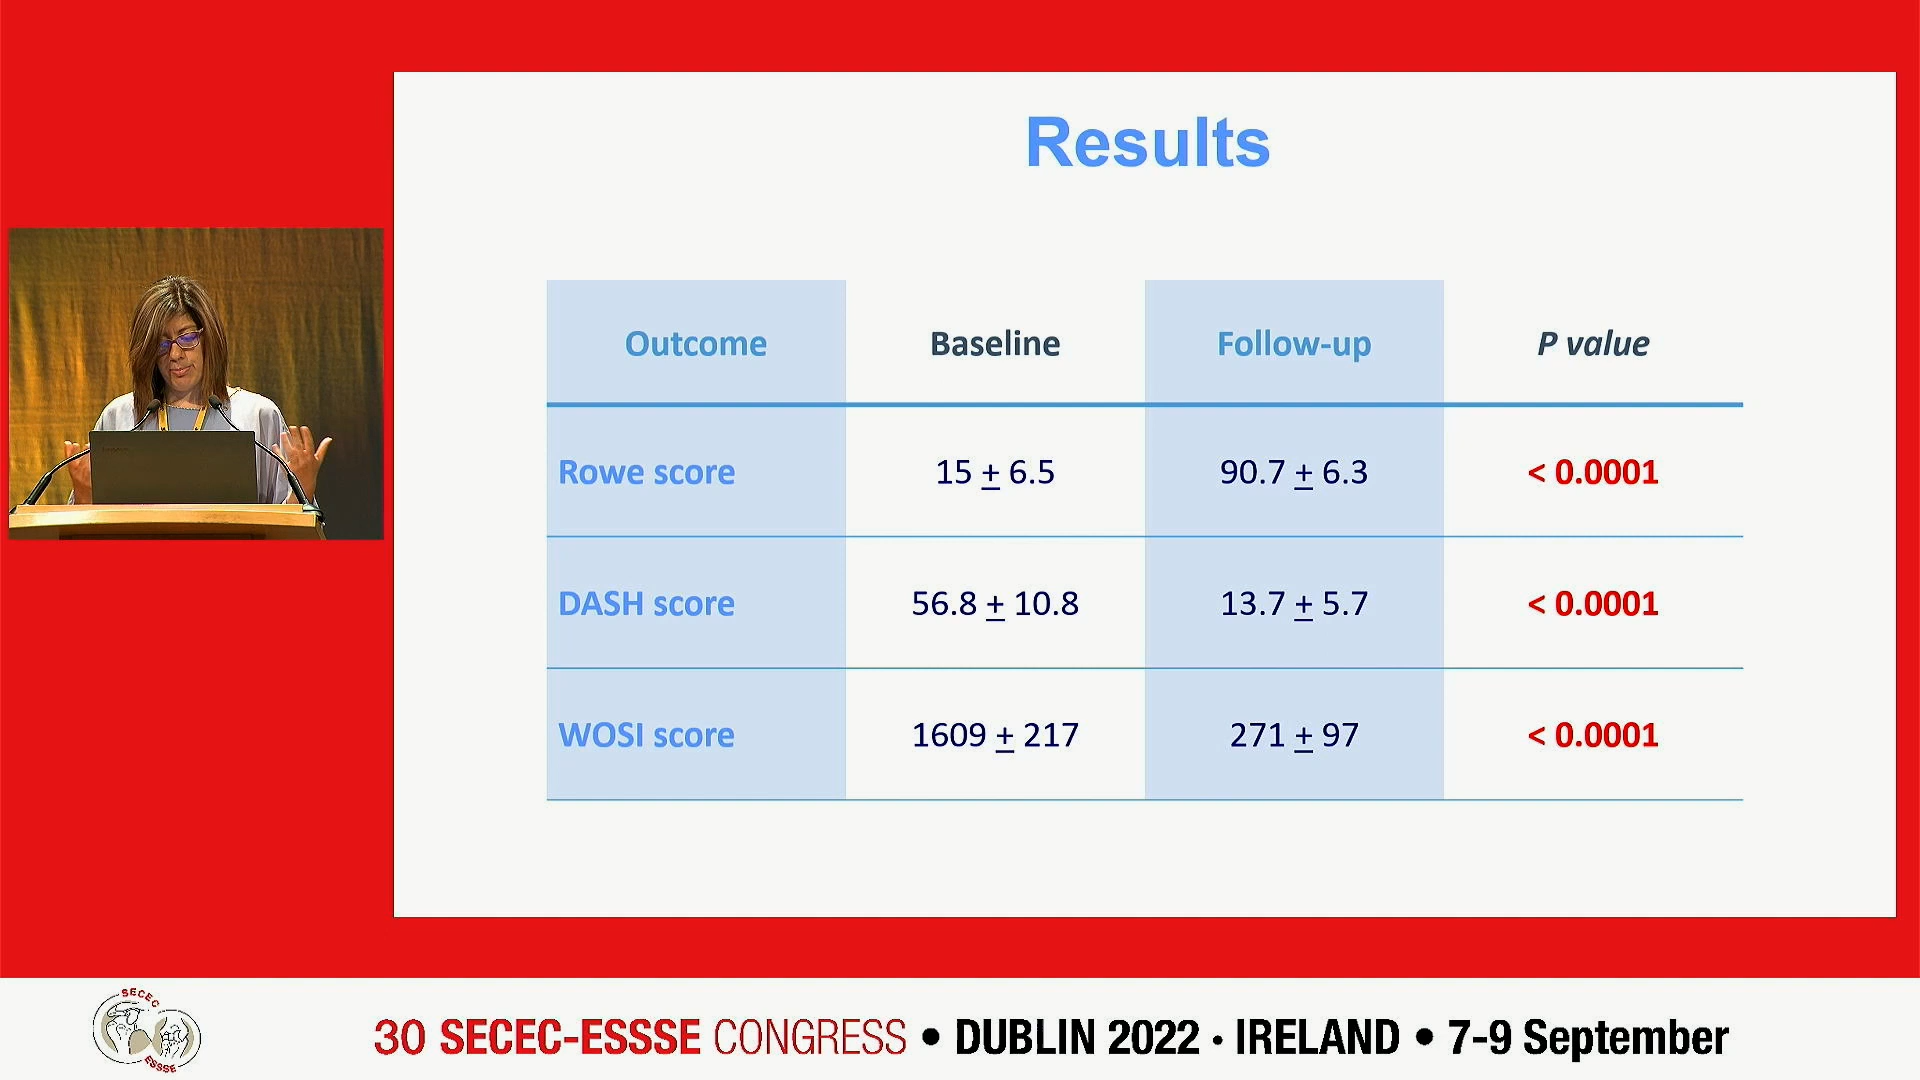 Results
Outcome Baseline Follow-up P value
Rowe score 15 ± 6.5 90.7 ± 6.3 < 0.0001
DASH score 56.8 ± 10.8 13.7 ± 5.7 < 0.0001
WOSI score 1609 ± 217 271 ± 97 < 0.0001
SECEC
ESSSE
30 SECEC-ESSSE CONGRESS • DUBLIN 2022 • IRELAND • 7-9 September